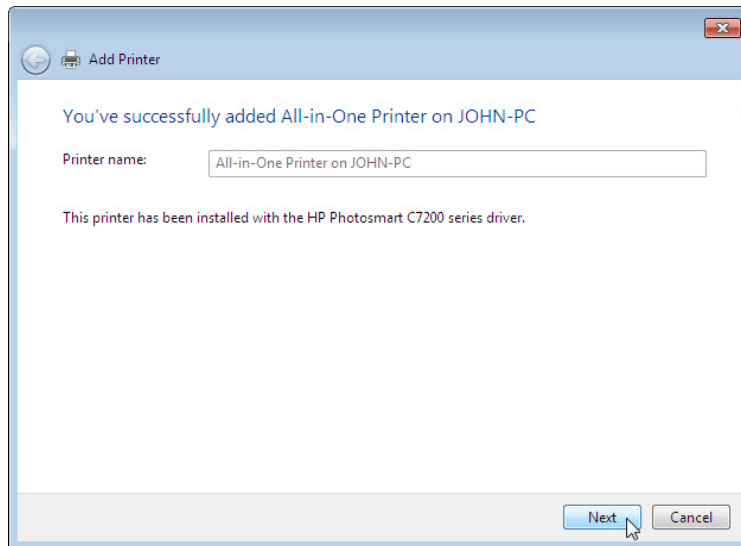 Add Printer
You've successfully added All-in-One Printer on JOHN-PC
Printer name:
All-in-One Printer on JOHN-PC
This printer has been installed with the HP Photosmart C7200 series driver.
Next
Cancel